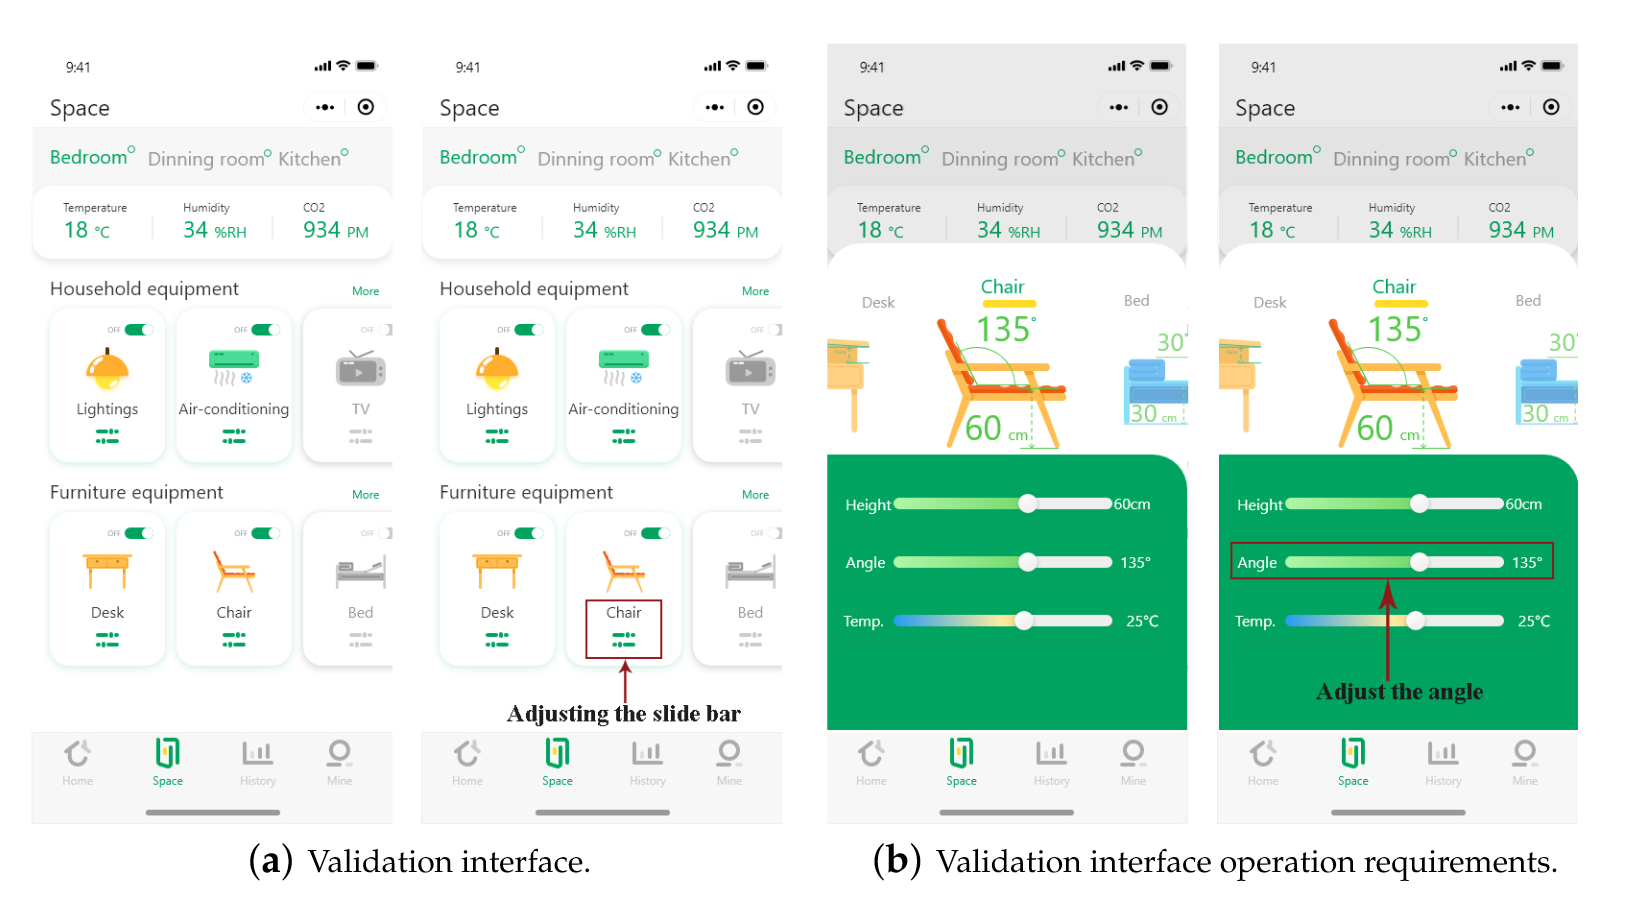 9:41
Space
Bedroom Dinning room Kitchen
Temperature Humidity CO2
18 °C 34 %RH 934 PM
Household equipment More
OFF OFF OFF
Lightings Air-conditioning TV
Furniture equipment More
OFF OFF OFF
Desk Chair Bed
Home Space History Mine
9:41
Space
Bedroom Dinning room Kitchen
Temperature Humidity CO2
18 °C 34 %RH 934 PM
Household equipment More
OFF OFF OFF
Lightings Air-conditioning TV
Furniture equipment More
OFF OFF OFF
Desk Chair Bed
Adjusting the slide bar
Home Space History Mine
(a) Validation interface.
9:41
Space
Bedroom Dinning room Kitchen
Temperature Humidity CO2
18 °C 34 %RH 934 PM
Desk Chair Bed
135°
30°
60 cm
30 cm
Height 60cm
Angle 135°
Temp. 25°C
Home Space History Mine
9:41
Space
Bedroom Dinning room Kitchen
Temperature Humidity CO2
18 °C 34 %RH 934 PM
Desk Chair Bed
135°
30
60 cm
30 cm
Height 60cm
Angle 135°
Temp. 25°C
Adjust the angle
Home Space History Mine
(b) Validation interface operation requirements.